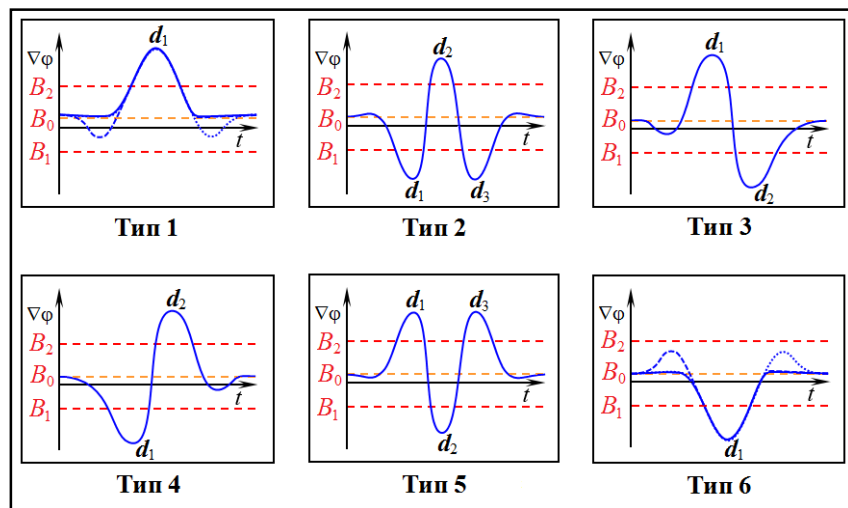 ∇φ d₁ B₂ B₀ B₁ t
Тип 1
∇φ d₂ B₂ B₀ B₁ t d₁ d₃
Тип 2
∇φ d₁ B₂ B₀ B₁ t d₂
Тип 3
∇φ d₂ B₂ B₀ B₁ t d₁
Тип 4
∇φ d₁ d₃ B₂ B₀ B₁ t d₂
Тип 5
∇φ B₂ B₀ B₁ t d₁
Тип 6